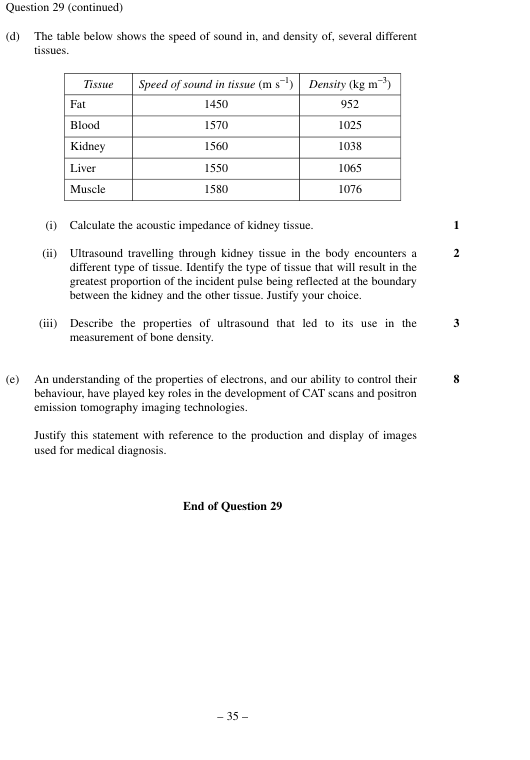 Question 29 (continued)
(d) The table below shows the speed of sound in, and density of, several different
tissues.
Tissue Speed of sound in tissue (m s⁻¹) Density (kg m⁻³)
Fat 1450 952
Blood 1570 1025
Kidney 1560 1038
Liver 1550 1065
Muscle 1580 1076
(i) Calculate the acoustic impedance of kidney tissue. 1
(ii) Ultrasound travelling through kidney tissue in the body encounters a 2
different type of tissue. Identify the type of tissue that will result in the
greatest proportion of the incident pulse being reflected at the boundary
between the kidney and the other tissue. Justify your choice.
(iii) Describe the properties of ultrasound that led to its use in the 3
measurement of bone density.
(e) An understanding of the properties of electrons, and our ability to control their 8
behaviour, have played key roles in the development of CAT scans and positron
emission tomography imaging technologies.
Justify this statement with reference to the production and display of images
used for medical diagnosis.
End of Question 29
– 35 –